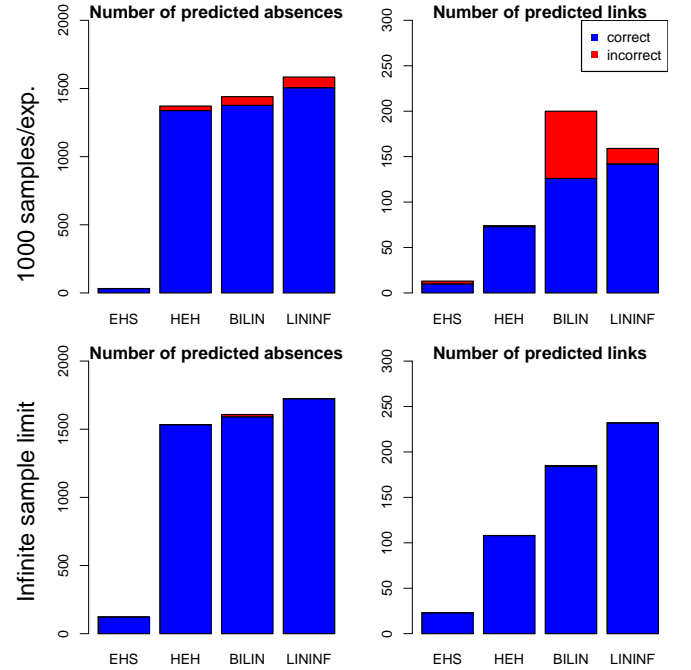 Number of predicted absences
1000 samples/exp.
0
500
1000
1500
2000
EHS
HEH
BILIN
LININF
Number of predicted links
correct
incorrect
0
50
100
150
200
250
300
EHS
HEH
BILIN
LININF
Number of predicted absences
Infinite sample limit
0
500
1000
1500
2000
EHS
HEH
BILIN
LININF
Number of predicted links
0
50
100
150
200
250
300
EHS
HEH
BILIN
LININF